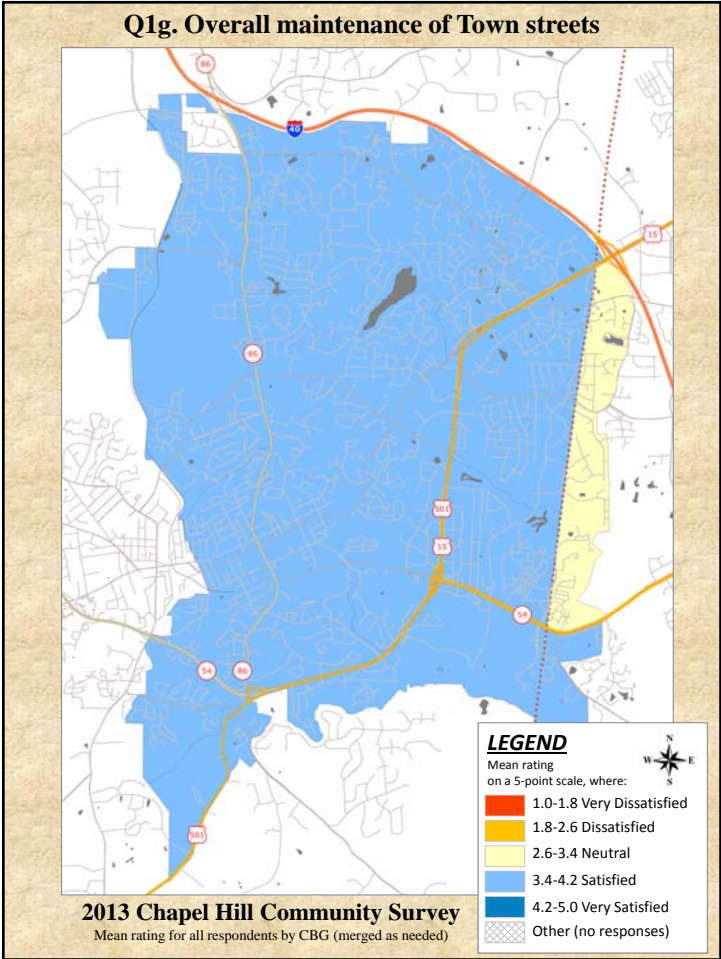 Q1g. Overall maintenance of Town streets
86
40
15
86
501
15
54
54
86
501
LEGEND
Mean rating
on a 5-point scale, where:
N
W E
S
1.0-1.8 Very Dissatisfied
1.8-2.6 Dissatisfied
2.6-3.4 Neutral
3.4-4.2 Satisfied
4.2-5.0 Very Satisfied
Other (no responses)
2013 Chapel Hill Community Survey
Mean rating for all respondents by CBG (merged as needed)